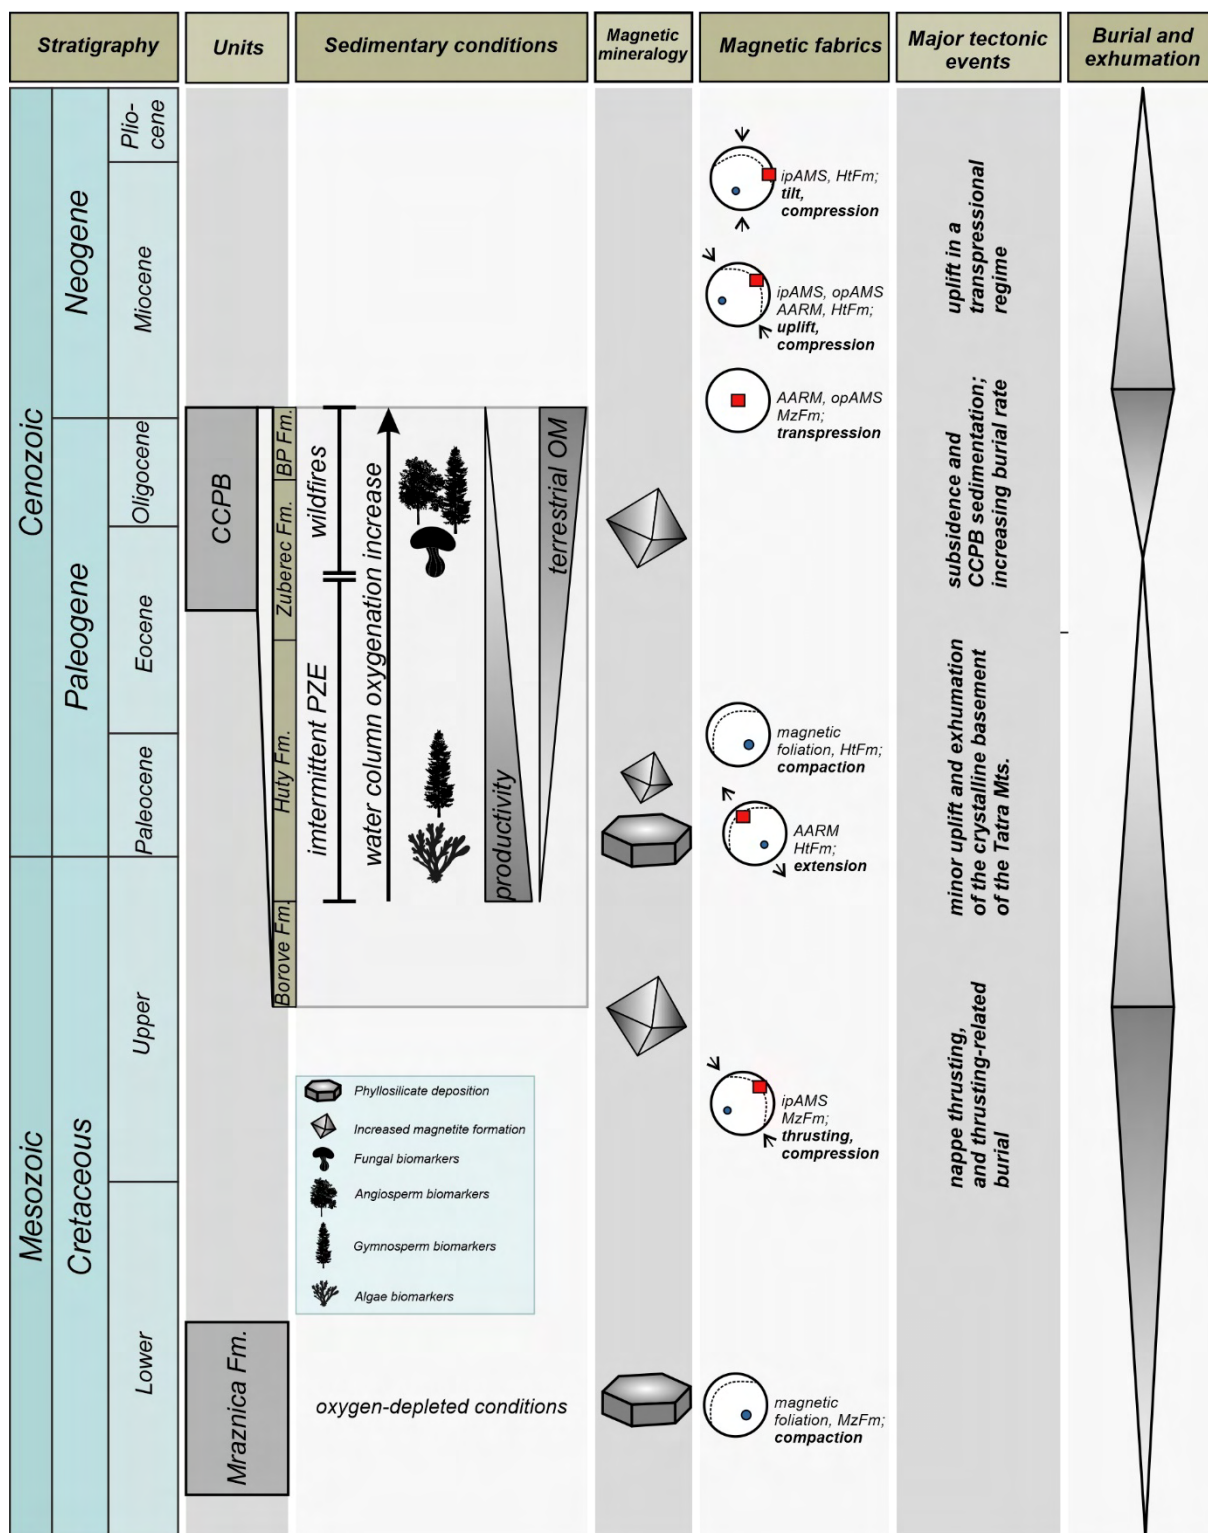 Stratigraphy
Units
Sedimentary conditions
Magnetic
mineralogy
Magnetic fabrics
Major tectonic
events
Burial and
exhumation
Cenozoic
Mesozoic
Neogene
Paleogene
Cretaceous
Plio-
cene
Miocene
Oligocene
Eocene
Paleocene
Upper
Lower
CCPB
Mraznica Fm.
BP Fm.
Zuberec Fm.
Huty Fm.
Borove Fm.
wildfires
intermittent PZE
water column oxygenation increase
productivity
terrestrial OM
Phyllosilicate deposition
Increased magnetite formation
Fungal biomarkers
Angiosperm biomarkers
Gymnosperm biomarkers
Algae biomarkers
oxygen-depleted conditions
ipAMS, HtFm;
tilt,
compression
ipAMS, opAMS
AARM, HtFm;
uplift,
compression
AARM, opAMS
MzFm;
transpression
magnetic
foliation, HtFm;
compaction
AARM
HtFm;
extension
ipAMS
MzFm;
thrusting,
compression
magnetic
foliation, MzFm;
compaction
uplift in a
transpressional
regime
subsidence and
CCPB sedimentation;
increasing burial rate
minor uplift and exhumation
of the crystalline basement
of the Tatra Mts.
nappe thrusting,
and thrusting-related
burial